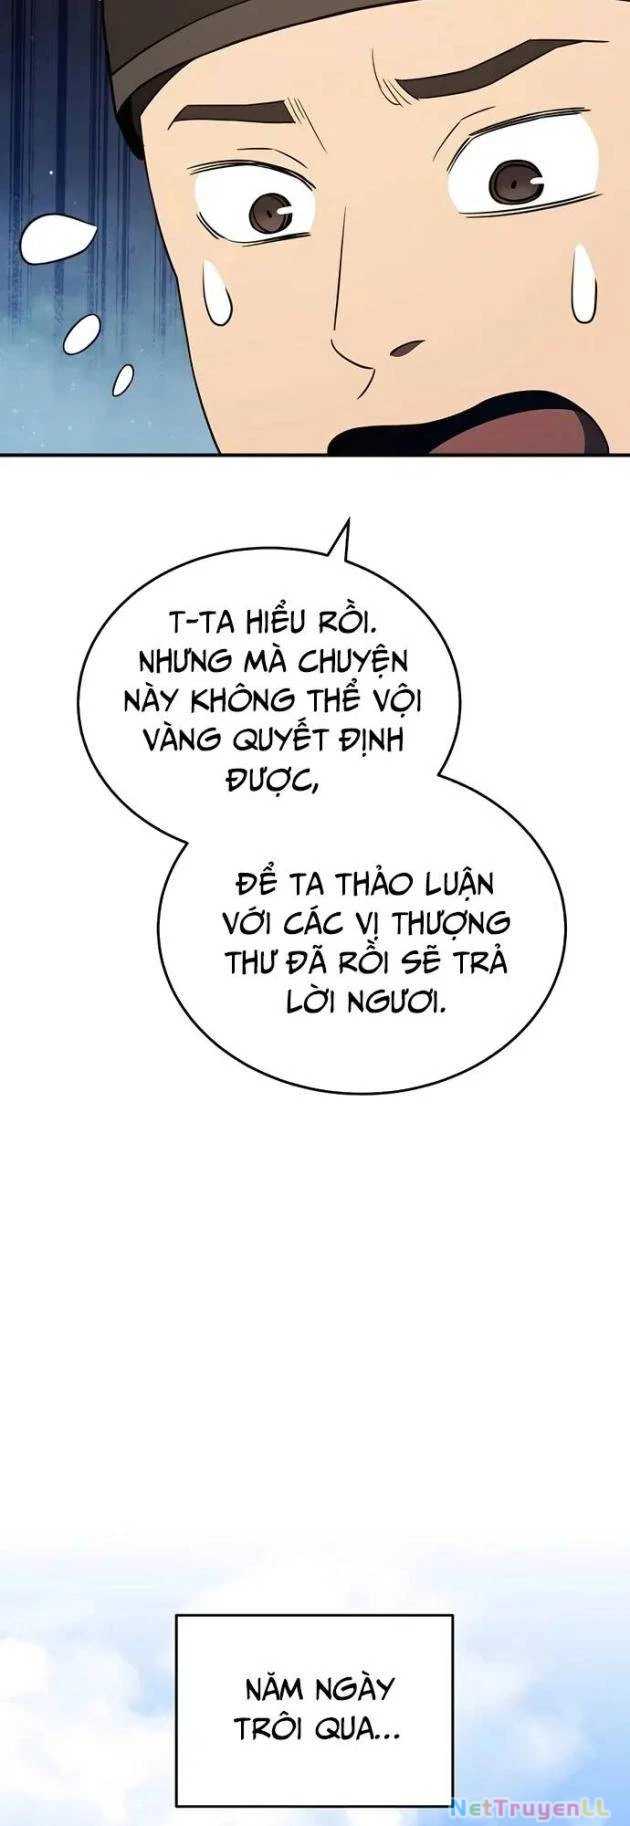 T-TA HIỂU RỒI.
NHƯNG MÀ CHUYỆN
NÀY KHÔNG THỂ VỘI
VÀNG QUYẾT ĐỊNH
ĐƯỢC,
ĐỂ TA THẢO LUẬN
VỚI CÁC VỊ THƯỢNG
THƯ ĐÃ RỒI SẼ TRẢ
LỜI NGƯƠI.
NĂM NGÀY
TRÔI QUA...
NetTruyenLL